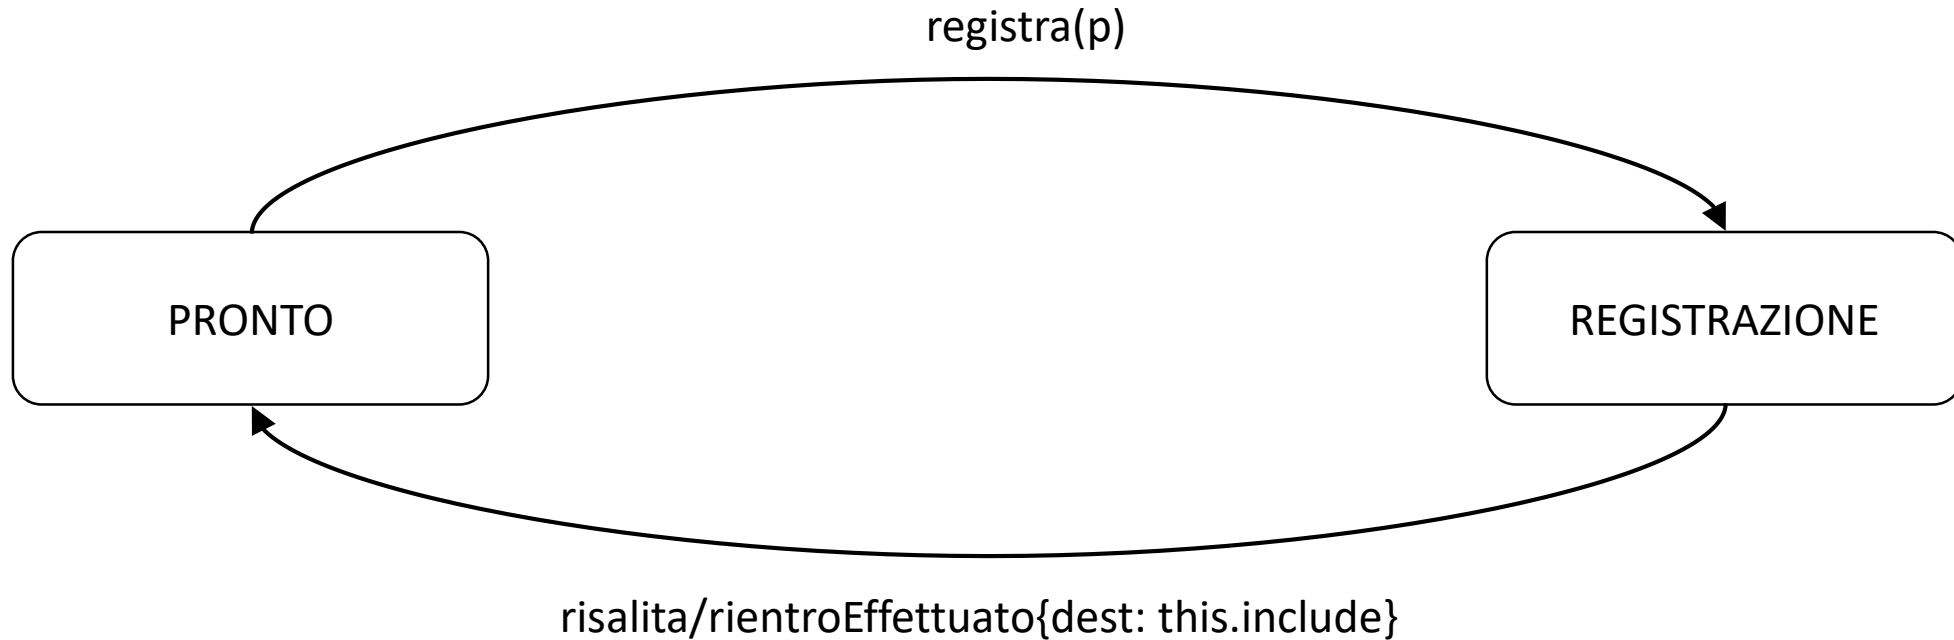 registra(p)
PRONTO
REGISTRAZIONE
risalita/rientroEffettuato{dest: this.include}